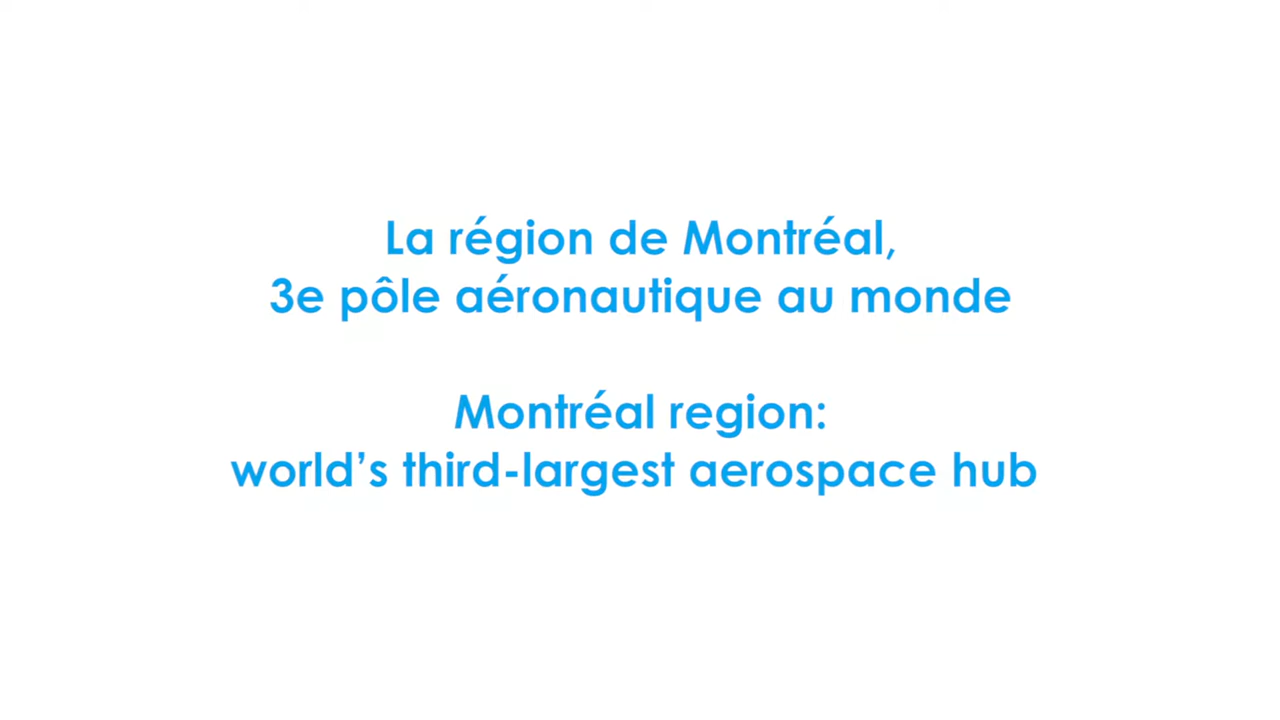 La région de Montréal,
3e pôle aéronautique au monde
Montréal region:
world’s third-largest aerospace hub